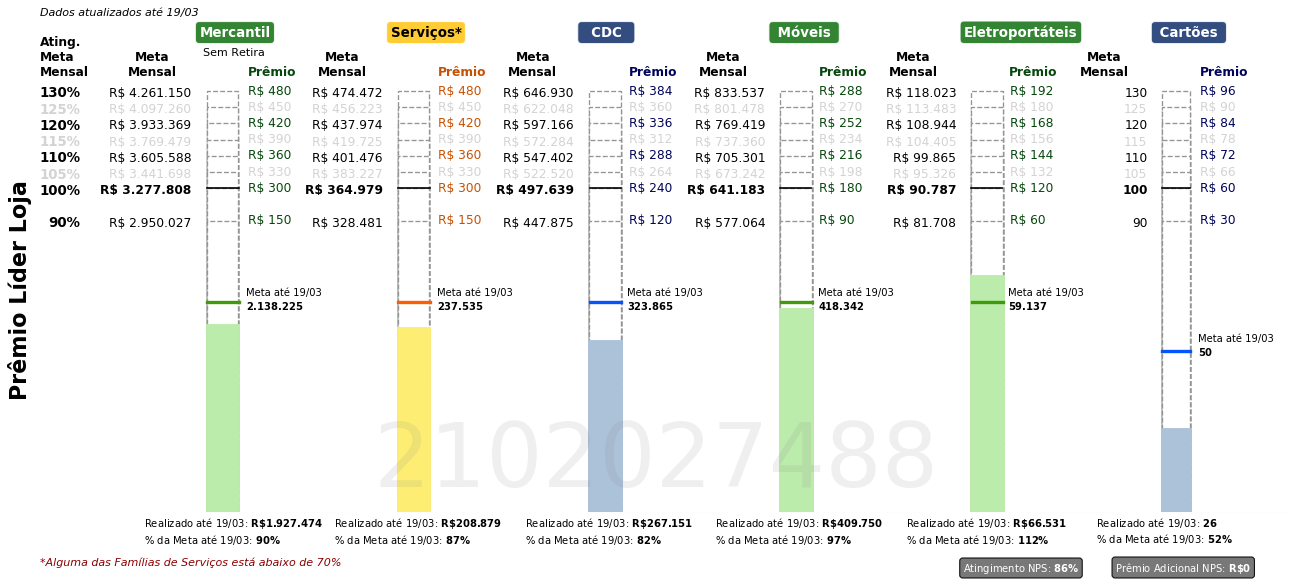 Dados atualizados até 19/03
Mercantil Serviços* CDC Móveis Eletroportáteis Cartões
Sem Retira
Ating. Meta Mensal
Meta Mensal Prêmio Meta Mensal Prêmio Meta Mensal Prêmio Meta Mensal Prêmio Meta Mensal Prêmio Meta Mensal Prêmio
130% R$ 4.261.150 R$ 480 R$ 474.472 R$ 480 R$ 646.930 R$ 384 R$ 833.537 R$ 288 R$ 118.023 R$ 192 130 R$ 96
125% R$ 4.097.260 R$ 450 R$ 456.223 R$ 450 R$ 622.048 R$ 360 R$ 801.478 R$ 270 R$ 113.483 R$ 180 125 R$ 90
120% R$ 3.933.369 R$ 420 R$ 437.974 R$ 420 R$ 597.166 R$ 336 R$ 769.419 R$ 252 R$ 108.944 R$ 168 120 R$ 84
115% R$ 3.769.479 R$ 390 R$ 419.725 R$ 390 R$ 572.284 R$ 312 R$ 737.360 R$ 234 R$ 104.405 R$ 156 115 R$ 78
110% R$ 3.605.588 R$ 360 R$ 401.476 R$ 360 R$ 547.402 R$ 288 R$ 705.301 R$ 216 R$ 99.865 R$ 144 110 R$ 72
105% R$ 3.441.698 R$ 330 R$ 383.227 R$ 330 R$ 522.520 R$ 264 R$ 673.242 R$ 198 R$ 95.326 R$ 132 105 R$ 66
100% R$ 3.277.808 R$ 300 R$ 364.979 R$ 300 R$ 497.639 R$ 240 R$ 641.183 R$ 180 R$ 90.787 R$ 120 100 R$ 60
90% R$ 2.950.027 R$ 150 R$ 328.481 R$ 150 R$ 447.875 R$ 120 R$ 577.064 R$ 90 R$ 81.708 R$ 60 90 R$ 30
Prêmio Líder Loja
Meta até 19/03 Meta até 19/03 Meta até 19/03 Meta até 19/03 Meta até 19/03
2.138.225 237.535 323.865 418.342 59.137
Meta até 19/03
50
2102027488
Realizado até 19/03: R$1.927.474 Realizado até 19/03: R$208.879 Realizado até 19/03: R$267.151 Realizado até 19/03: R$409.750 Realizado até 19/03: R$66.531 Realizado até 19/03: 26
% da Meta até 19/03: 90% % da Meta até 19/03: 87% % da Meta até 19/03: 82% % da Meta até 19/03: 97% % da Meta até 19/03: 112% % da Meta até 19/03: 52%
*Alguma das Famílias de Serviços está abaixo de 70%
Atingimento NPS: 86% Prêmio Adicional NPS: R$0